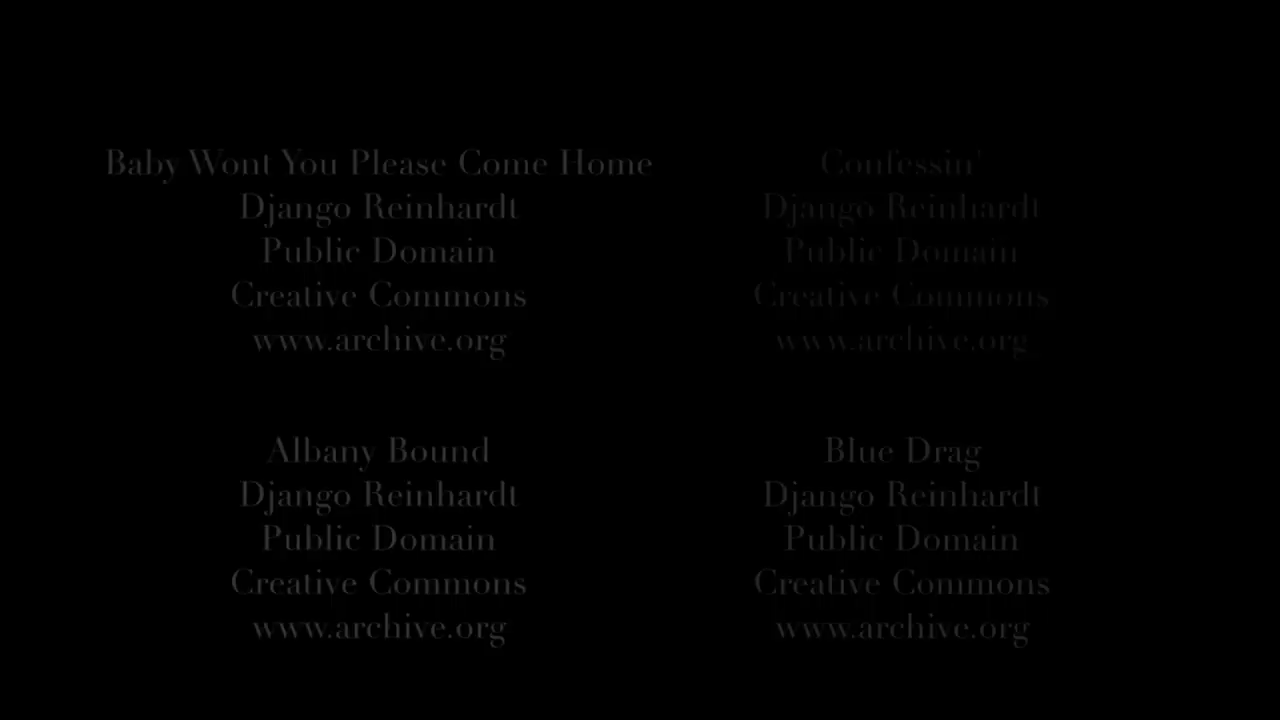 Baby Wont You Please Come Home
Django Reinhardt
Public Domain
Creative Commons
www.archive.org
Confessin'
Django Reinhardt
Public Domain
Creative Commons
www.archive.org
Albany Bound
Django Reinhardt
Public Domain
Creative Commons
www.archive.org
Blue Drag
Django Reinhardt
Public Domain
Creative Commons
www.archive.org